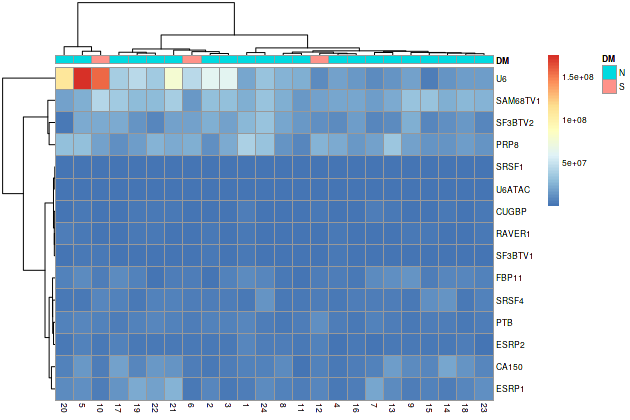 DM
DM
N
S
1.5e+08
1e+08
5e+07
U6
SAM68TV1
SF3BTV2
PRP8
SRSF1
U6ATAC
CUGBP
RAVER1
SF3BTV1
FBP11
SRSF4
PTB
ESRP2
CA150
ESRP1
20 5 10 17 19 22 21 6 2 3 1 24 8 11 12 4 16 7 13 9 15 14 18 23